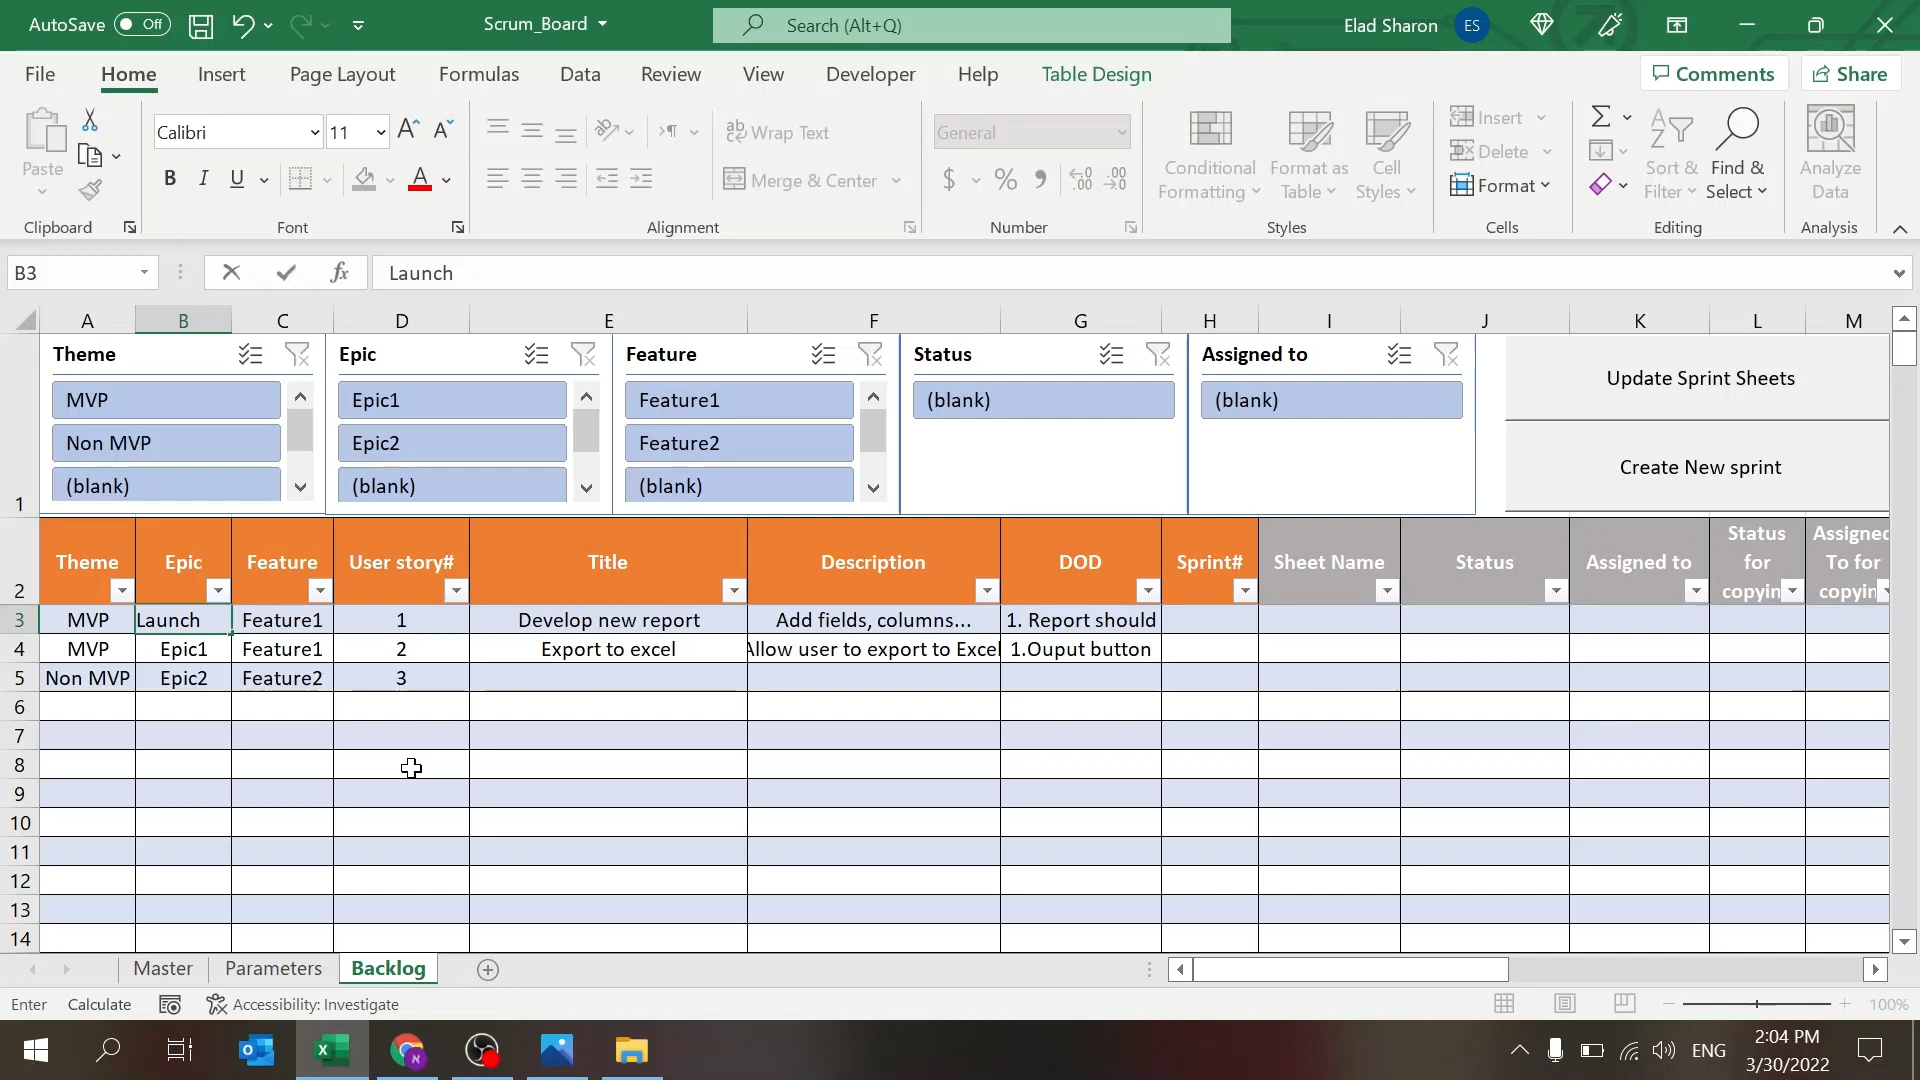 AutoSave Off Scrum_Board Search (Alt+Q) Elad Sharon ES
File Home Insert Page Layout Formulas Data Review View Developer Help Table Design Comments Share
Paste
Clipboard
Calibri 11
B I U A
Font
Wrap Text
Merge & Center
Alignment
General
$ % 9
Number
Conditional Formatting
Format as Table
Cell Styles
Styles
Insert
Delete
Format
Cells
Sort & Filter
Find & Select
Editing
Analyze Data
Analysis
B3 fx Launch
A B C D E F G H I J K L M
Theme Epic Feature Status Assigned to
MVP Epic1 Feature1 (blank) (blank)
Non MVP Epic2 Feature2
(blank) (blank) (blank)
Update Sprint Sheets
Create New sprint
1
2 Theme Epic Feature User story# Title Description DOD Sprint# Sheet Name Status Assigned to Status for copyin Assigned To for copyin
3 MVP Launch Feature1 1 Develop new report Add fields, columns... 1. Report should
4 MVP Epic1 Feature1 2 Export to excel Allow user to export to Excel 1.Ouput button
5 Non MVP Epic2 Feature2 3
6
7
8
9
10
11
12
13
14
Master Parameters Backlog
Enter Calculate Accessibility: Investigate 100%
ENG 2:04 PM
3/30/2022